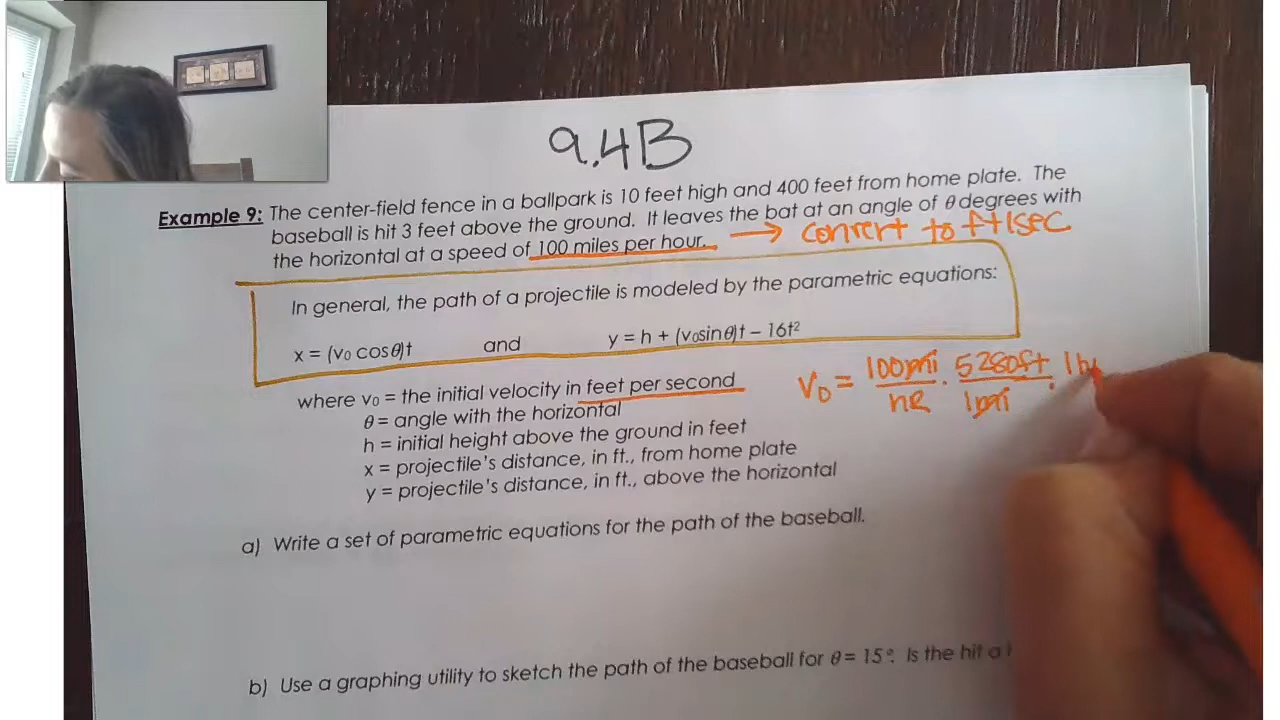 9.4B
Example 9: The center-field fence in a ballpark is 10 feet high and 400 feet from home plate. The
baseball is hit 3 feet above the ground. It leaves the bat at an angle of θ degrees with
the horizontal at a speed of 100 miles per hour. → convert to ft/sec
In general, the path of a projectile is modeled by the parametric equations:
x = (v₀ cosθ)t and y = h + (v₀sinθ)t – 16t²
where v₀ = the initial velocity in feet per second
V₀ = 100mi/hr · 5280ft/1mi · 1hr
θ = angle with the horizontal
h = initial height above the ground in feet
x = projectile's distance, in ft., from home plate
y = projectile's distance, in ft., above the horizontal
a) Write a set of parametric equations for the path of the baseball.
b) Use a graphing utility to sketch the path of the baseball for θ = 15°. Is the hit a